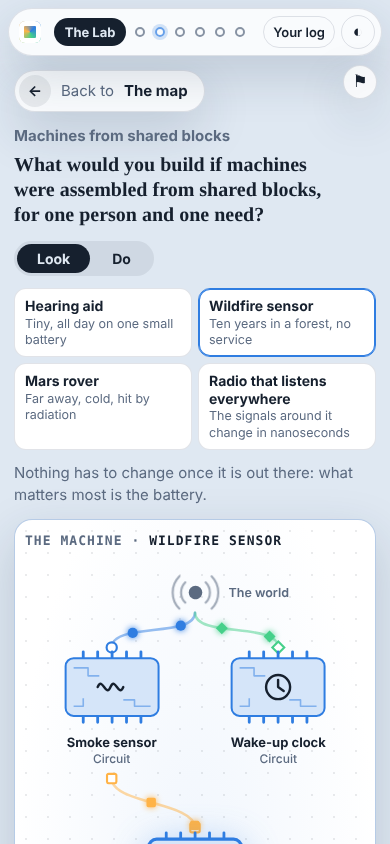 The Lab
Your log
Back to The map
Machines from shared blocks
What would you build if machines
were assembled from shared blocks,
for one person and one need?
Look
Do
Hearing aid
Tiny, all day on one small
battery
Wildfire sensor
Ten years in a forest, no
service
Mars rover
Far away, cold, hit by
radiation
Radio that listens
everywhere
The signals around it
change in nanoseconds
Nothing has to change once it is out there: what
matters most is the battery.
THE MACHINE · WILDFIRE SENSOR
The world
Smoke sensor
Circuit
Wake-up clock
Circuit